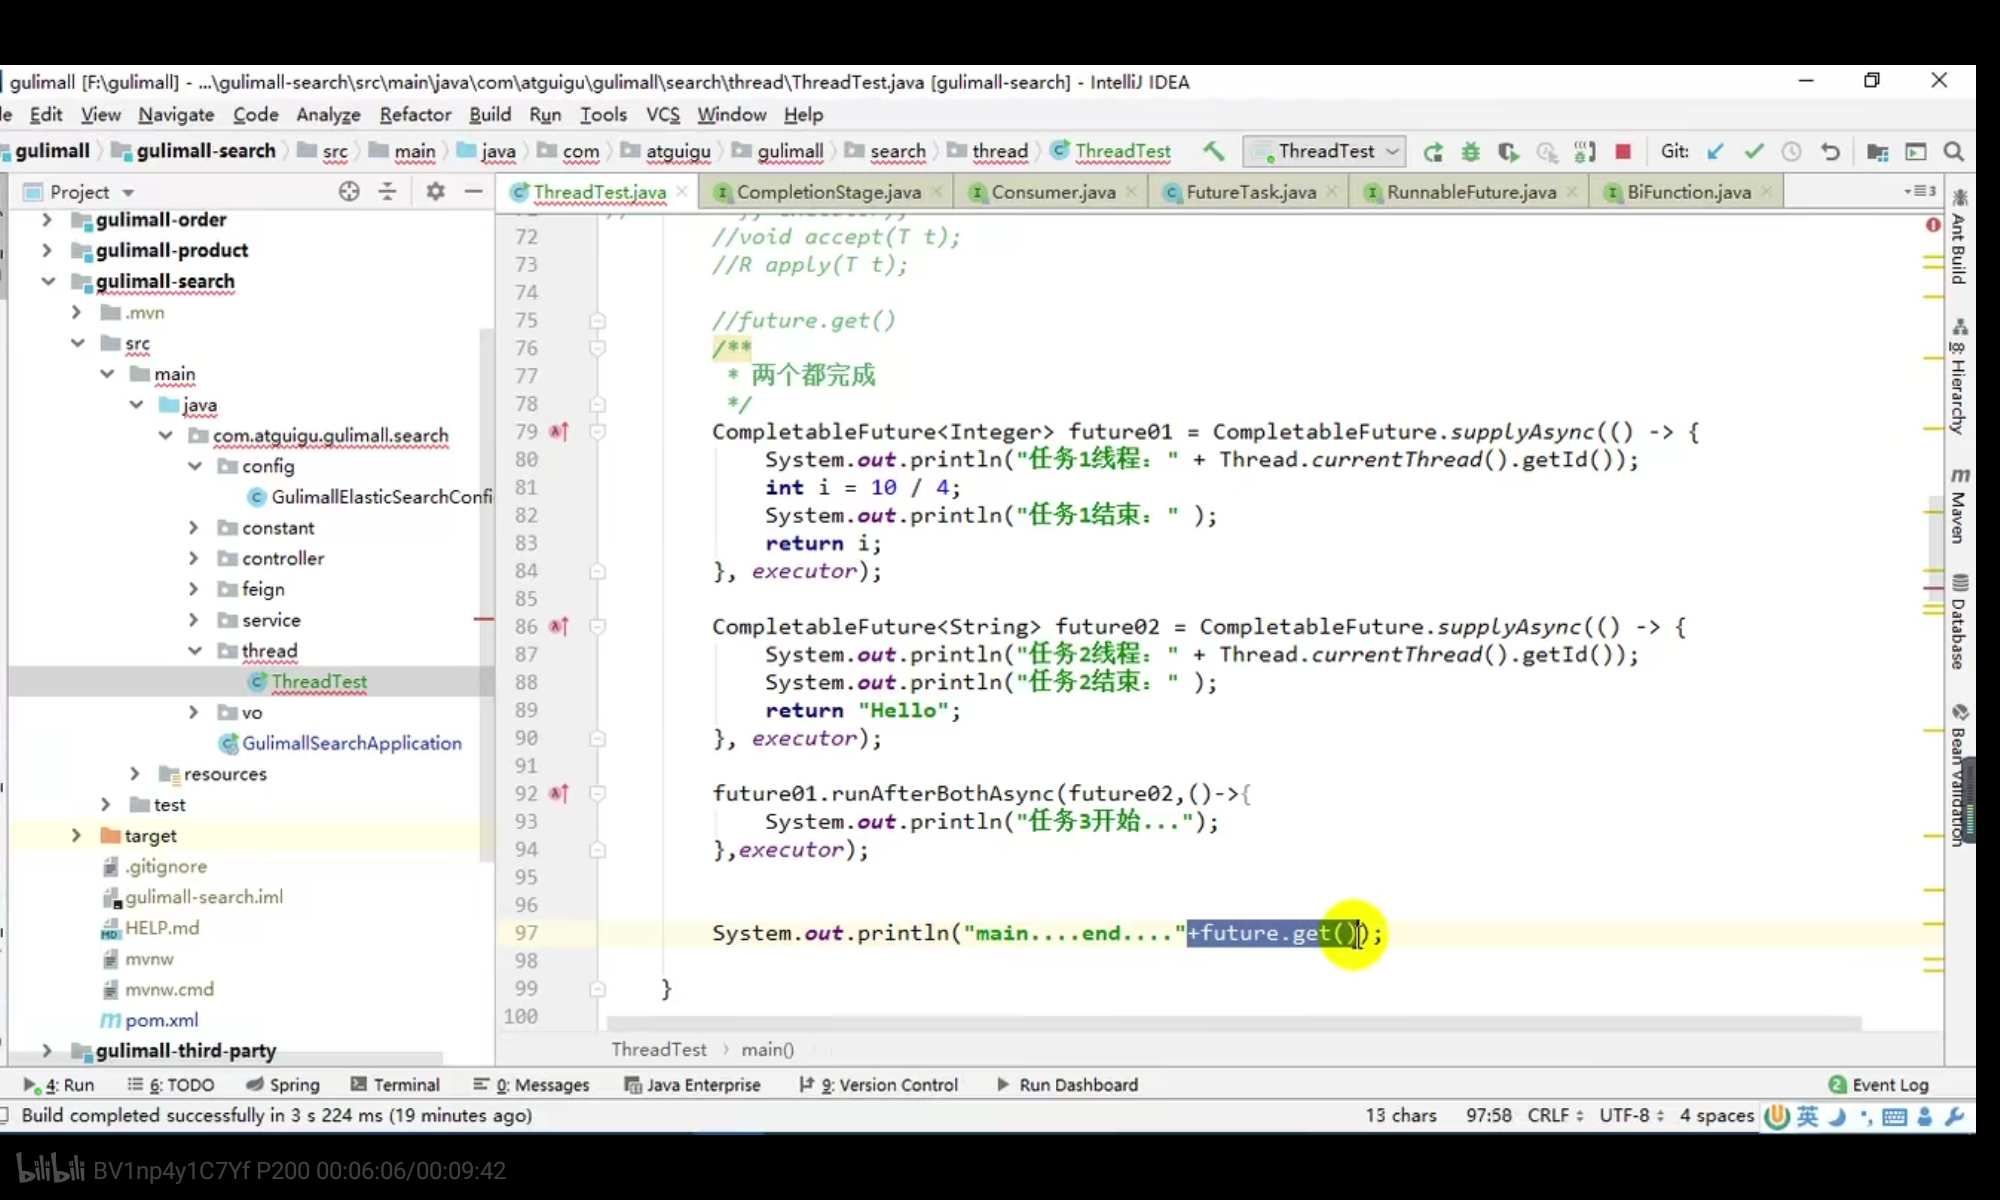 gulimall [F:\gulimall] - ...\gulimall-search\src\main\java\com\atguigu\gulimall\search\thread\ThreadTest.java [gulimall-search] - IntelliJ IDEA
Edit View Navigate Code Analyze Refactor Build Run Tools VCS Window Help
gulimall gulimall-search src main java com atguigu gulimall search thread ThreadTest ThreadTest Git:
Project
ThreadTest.java CompletionStage.java Consumer.java FutureTask.java RunnableFuture.java BiFunction.java
gulimall-order
gulimall-product
gulimall-search
.mvn
src
main
java
com.atguigu.gulimall.search
config
GulimallElasticSearchConfi
constant
controller
feign
service
thread
ThreadTest
vo
GulimallSearchApplication
resources
test
target
.gitignore
gulimall-search.iml
HELP.md
mvnw
mvnw.cmd
pom.xml
gulimall-third-party
72 //void accept(T t);
73 //R apply(T t);
74
75 //future.get()
76 /**
77 * 两个都完成
78 */
79 CompletableFuture<Integer> future01 = CompletableFuture.supplyAsync(() -> {
80 System.out.println("任务1线程：" + Thread.currentThread().getId());
81 int i = 10 / 4;
82 System.out.println("任务1结束：" );
83 return i;
84 }, executor);
85
86 CompletableFuture<String> future02 = CompletableFuture.supplyAsync(() -> {
87 System.out.println("任务2线程：" + Thread.currentThread().getId());
88 System.out.println("任务2结束：" );
89 return "Hello";
90 }, executor);
91
92 future01.runAfterBothAsync(future02,()->{
93 System.out.println("任务3开始...");
94 },executor);
95
96
97 System.out.println("main....end...."+future.get());
98
99 }
100
ThreadTest main()
Ant Build
8: Hierarchy
Maven
Database
Bean Validation
4: Run 6: TODO Spring Terminal 0: Messages Java Enterprise 9: Version Control Run Dashboard 2 Event Log
Build completed successfully in 3 s 224 ms (19 minutes ago) 13 chars 97:58 CRLF UTF-8 4 spaces 英
bilibili BV1np4y1C7Yf P200 00:06:06/00:09:42